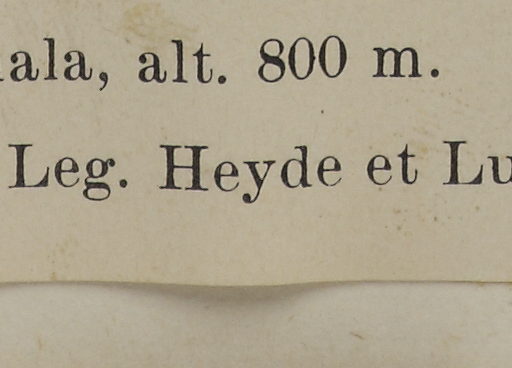 ala, alt. 800 m.
Leg. Heyde et Lu